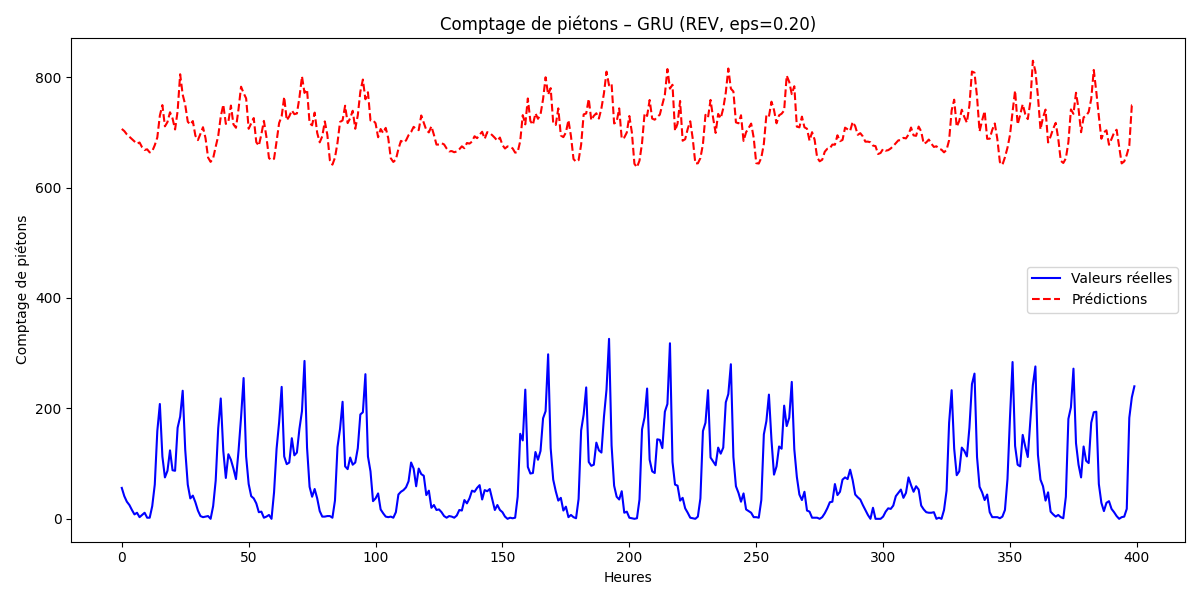 Comptage de piétons – GRU (REV, eps=0.20)
Comptage de piétons
800
600
400
200
0
Valeurs réelles
Prédictions
0 50 100 150 200 250 300 350 400
Heures